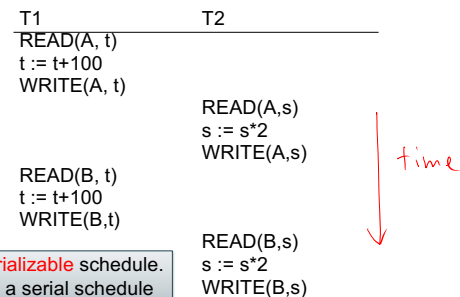 T1 T2
READ(A, t)
t := t+100
WRITE(A, t)
READ(A,s)
s := s*2
WRITE(A,s)
time
READ(B, t)
t := t+100
WRITE(B,t)
READ(B,s)
s := s*2
WRITE(B,s)
rializable schedule.
a serial schedule